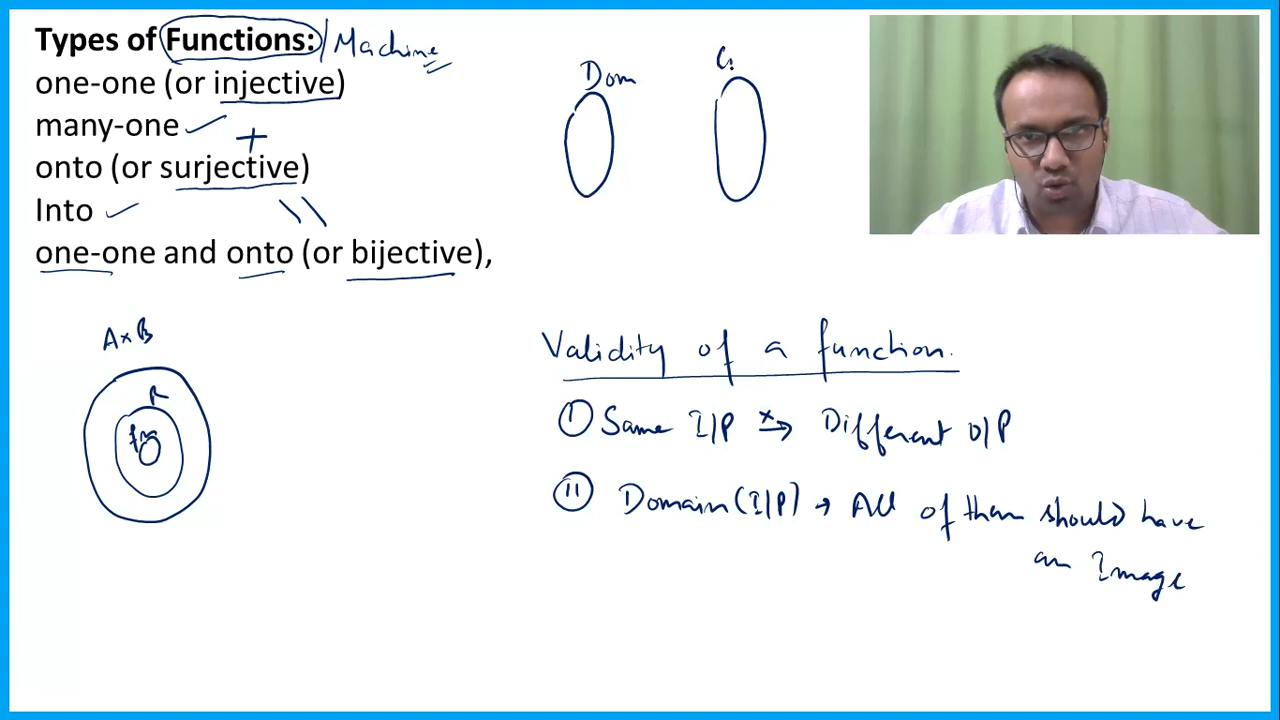 Types of Functions: / Machine
one-one (or injective)
many-one
+
onto (or surjective)
Into
one-one and onto (or bijective),
Dom
A×B
R
fn
Validity of a function.
I Same I/P x→ Different O/P
II Domain (I/P) → All of them should have
an Image